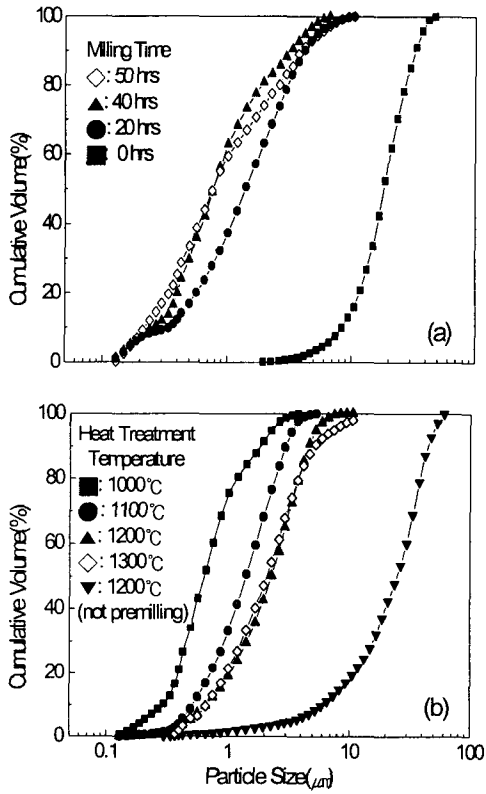 100
80
60
40
20
0
Cumulative Volume(%)
Milling Time
◇: 50 hrs
▲: 40 hrs
●: 20 hrs
■: 0 hrs
(a)
100
80
60
40
20
0
Cumulative Volume(%)
Heat Treatment
Temperature
■: 1000℃
●: 1100℃
▲: 1200℃
◇: 1300℃
▼: 1200℃
(not premilling)
(b)
0.1 1 10 100
Particle Size(㎛)